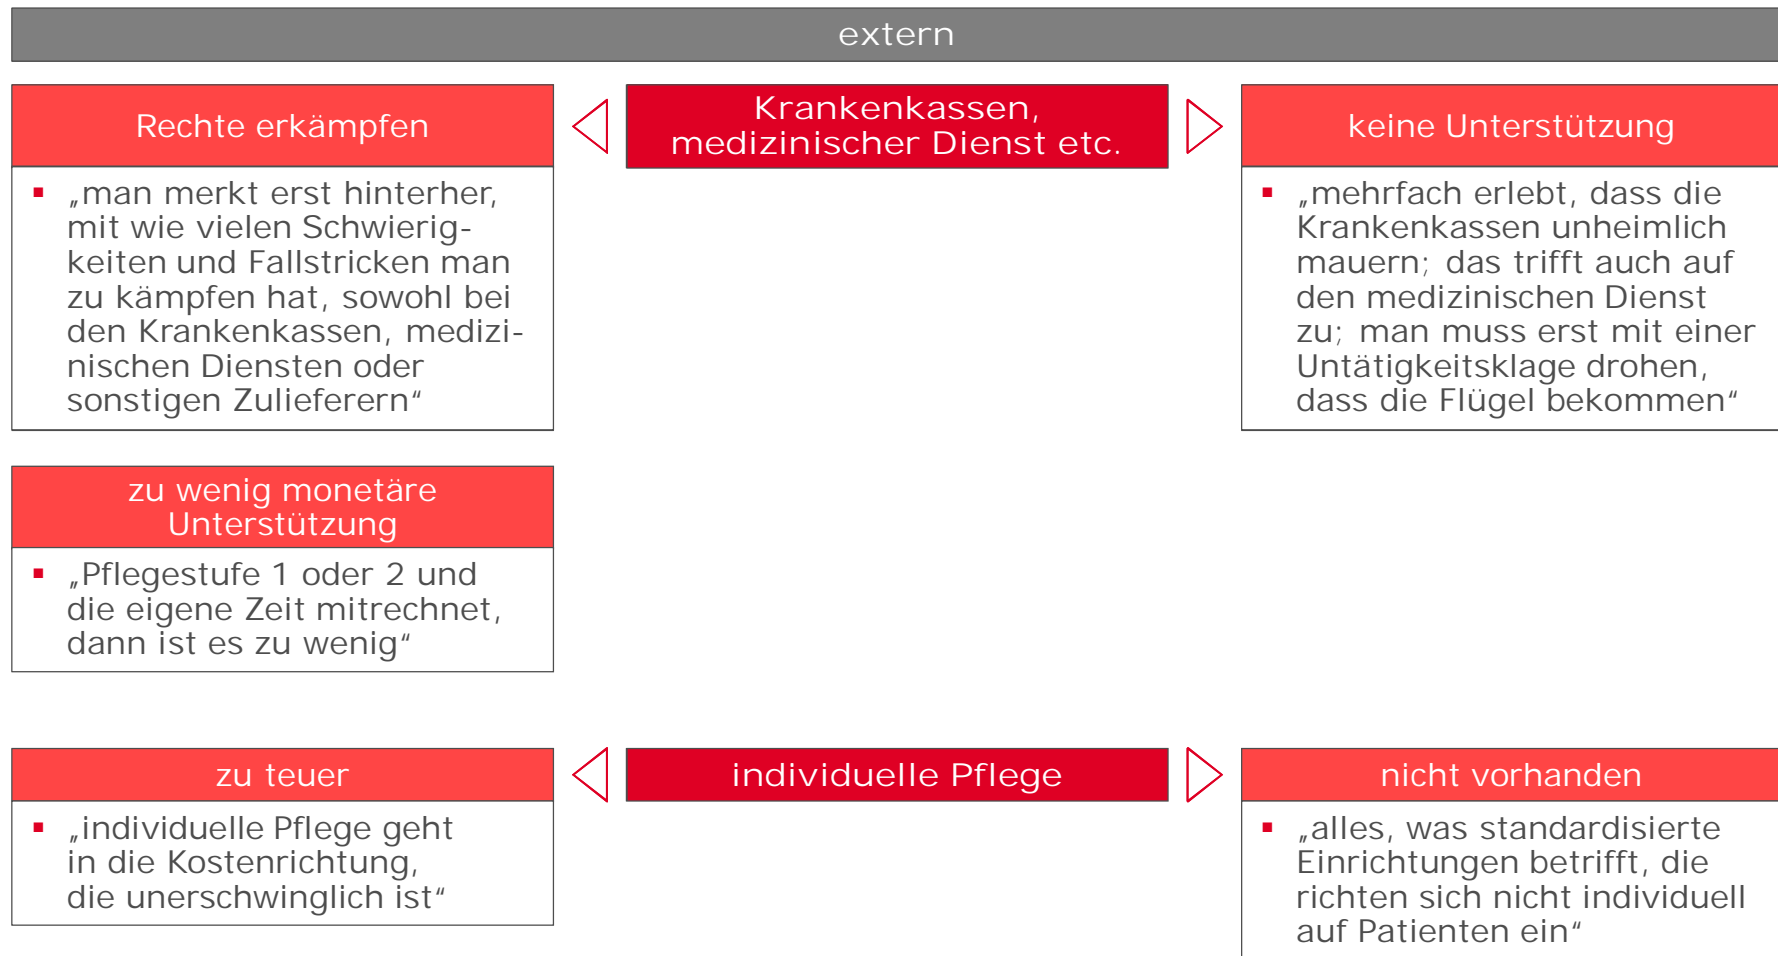 extern
Rechte erkämpfen
„man merkt erst hinterher,
mit wie vielen Schwierig-
keiten und Fallstricken man
zu kämpfen hat, sowohl bei
den Krankenkassen, medizi-
nischen Diensten oder
sonstigen Zulieferern“
Krankenkassen,
medizinischer Dienst etc.
keine Unterstützung
„mehrfach erlebt, dass die
Krankenkassen unheimlich
mauern; das trifft auch auf
den medizinischen Dienst
zu; man muss erst mit einer
Untätigkeitsklage drohen,
dass die Flügel bekommen“
zu wenig monetäre
Unterstützung
„Pflegestufe 1 oder 2 und
die eigene Zeit mitrechnet,
dann ist es zu wenig“
zu teuer
„individuelle Pflege geht
in die Kostenrichtung,
die unerschwinglich ist“
individuelle Pflege
nicht vorhanden
„alles, was standardisierte
Einrichtungen betrifft, die
richten sich nicht individuell
auf Patienten ein“